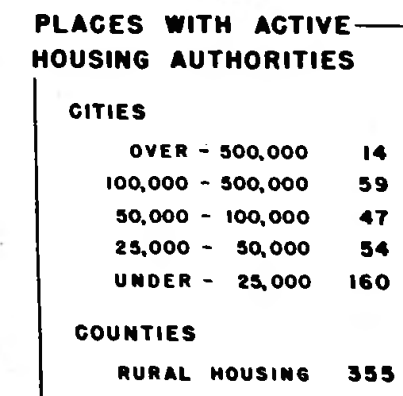 PLACES WITH ACTIVE
HOUSING AUTHORITIES
CITIES
OVER - 500,000 14
100,000 - 500,000 59
50,000 - 100,000 47
25,000 - 50,000 54
UNDER - 25,000 160
COUNTIES
RURAL HOUSING 355